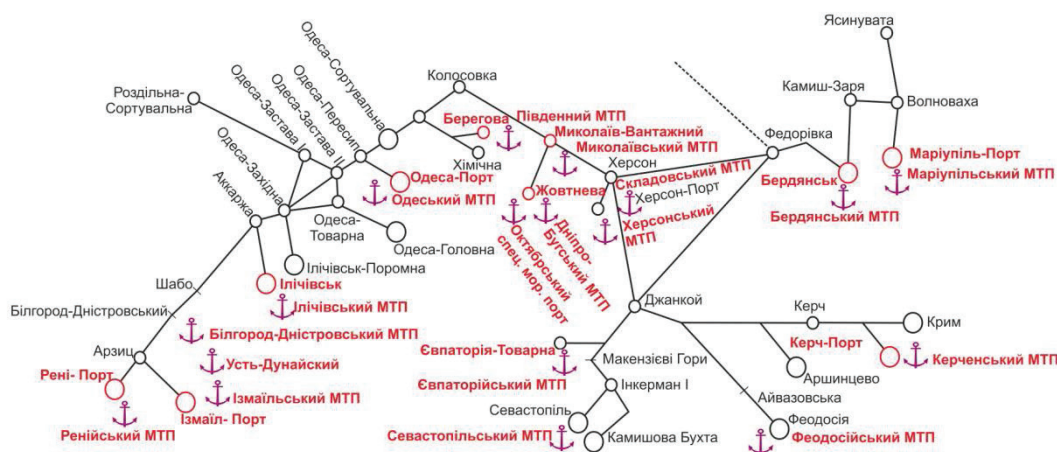 Ясинувата
Одеса-Сортувальна
Колосовка
Камиш-Заря
Роздільна-
Сортувальна
Одеса-Застава I
Одеса-Застава II
Одеса-Пересип
Берегова
Південний МТП
Волноваха
Миколаїв-Вантажний
Миколаївський МТП
Федорівка
Хімічна
Херсон
Маріупіль-Порт
Маріупільський МТП
Одеса-Західна
Аккаржа
Одеса-Порт
Одеський МТП
Жовтнева
Складовський МТП
Херсон-Порт
Херсонський
МТП
Бердянськ
Бердянський МТП
Одеса-
Товарна
Одеса-Головна
Дніпро-
Бугський МТП
Октябрський
спец. мор. порт
Ілічівськ-Поромна
Шабо
Ілічівськ
Ілічівський МТП
Білгород-Дністровський
Джанкой
Керч
Крим
Білгород-Дністровський МТП
Євпаторія-Товарна
Керч-Порт
Арзиц
Макензієві Гори
Керченський МТП
Усть-Дунайский
Рені- Порт
Євпаторійський МТП
Інкерман I
Аршинцево
Ізмаїльський МТП
Айвазовська
Ізмаїл- Порт
Севастопіль
Феодосія
Ренійський МТП
Севастопільський МТП
Камишова Бухта
Феодосійський МТП